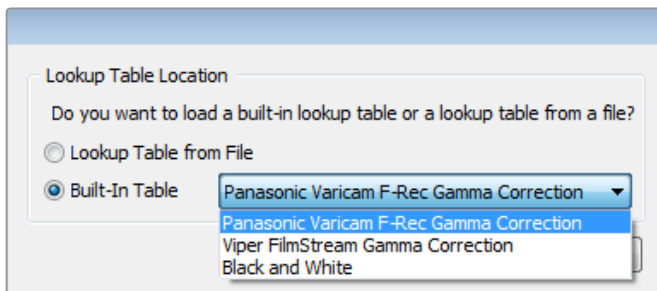 Lookup Table Location
Do you want to load a built-in lookup table or a lookup table from a file?
Lookup Table from File
Built-In Table
Panasonic Varicam F-Rec Gamma Correction
Panasonic Varicam F-Rec Gamma Correction
Viper FilmStream Gamma Correction
Black and White